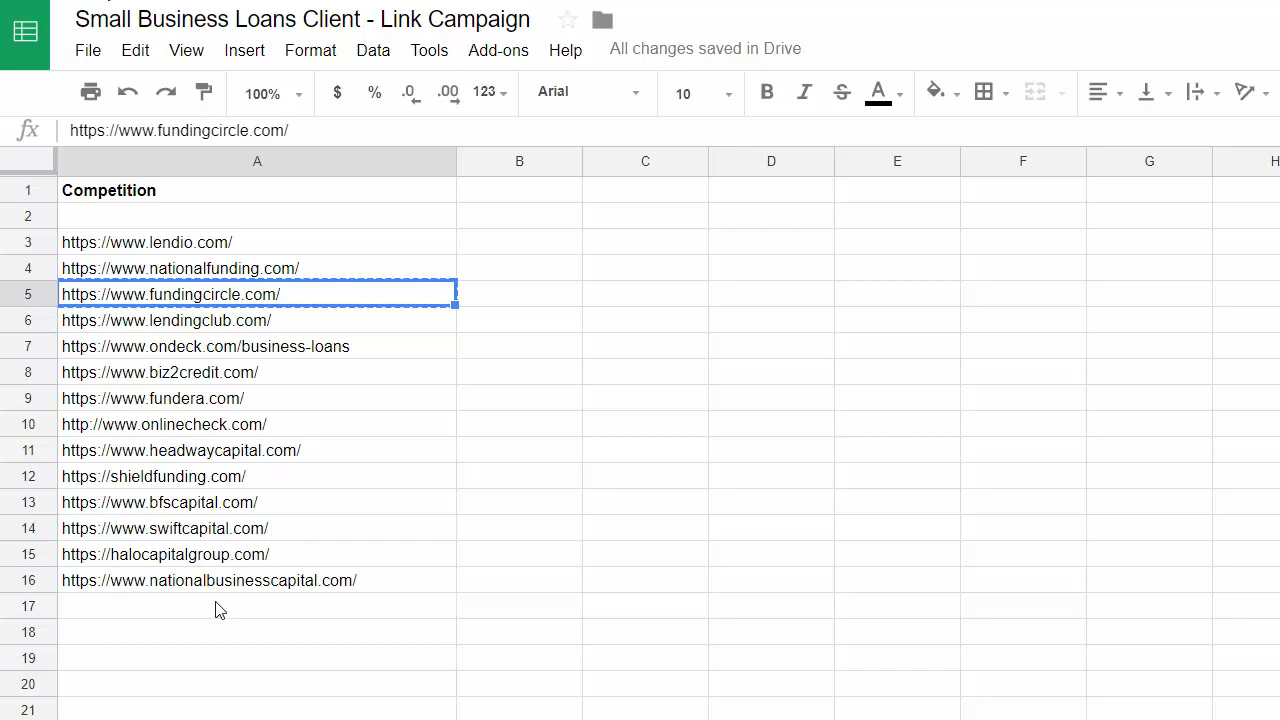 Small Business Loans Client - Link Campaign
File Edit View Insert Format Data Tools Add-ons Help All changes saved in Drive
100% $ % .0 .00 123 Arial 10 B I S A
fx https://www.fundingcircle.com/
A B C D E F G H
1 Competition
2
3 https://www.lendio.com/
4 https://www.nationalfunding.com/
5 https://www.fundingcircle.com/
6 https://www.lendingclub.com/
7 https://www.ondeck.com/business-loans
8 https://www.biz2credit.com/
9 https://www.fundera.com/
10 http://www.onlinecheck.com/
11 https://www.headwaycapital.com/
12 https://shieldfunding.com/
13 https://www.bfscapital.com/
14 https://www.swiftcapital.com/
15 https://halocapitalgroup.com/
16 https://www.nationalbusinesscapital.com/
17
18
19
20
21